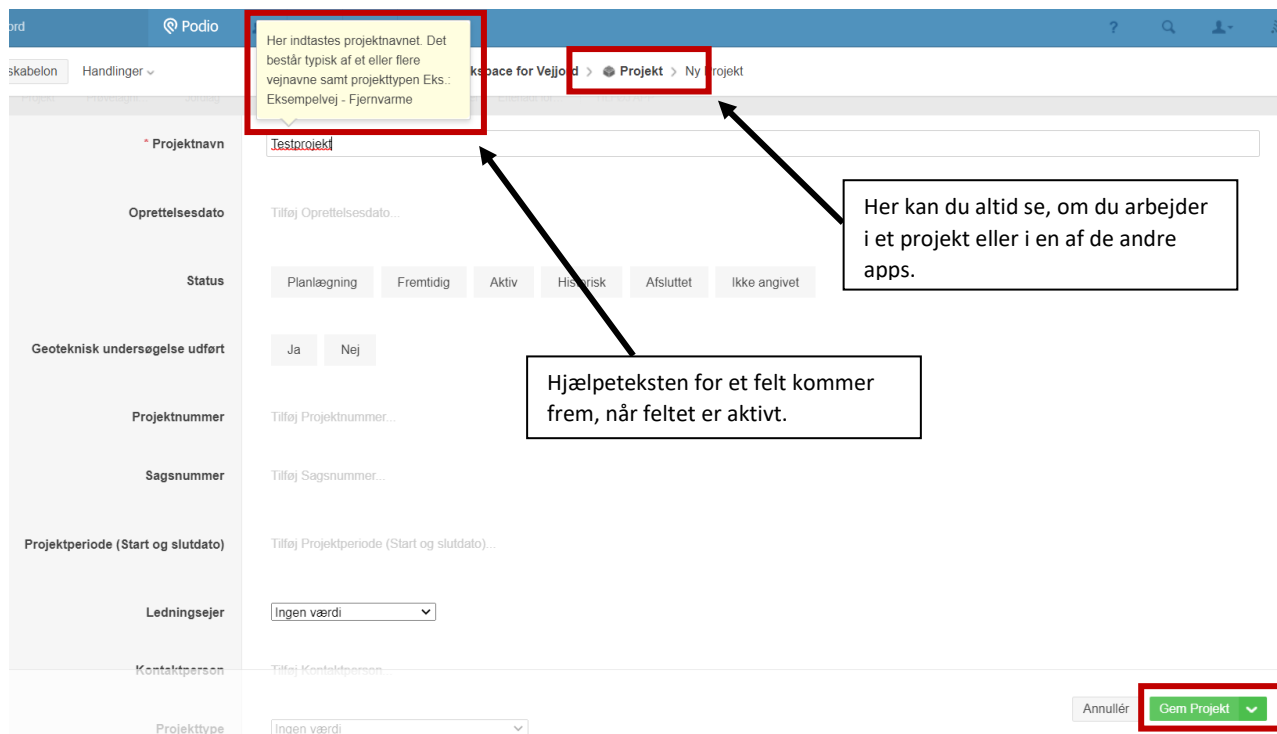 ord
Podio
?
skabelon Handlinger
kspace for Vejjord > Projekt > Ny Projekt
Her indtastes projektnavnet. Det
består typisk af et eller flere
vejnavne samt projekttypen Eks.:
Eksempelvej - Fjernvarme
* Projektnavn
Testprojekt
Her kan du altid se, om du arbejder
i et projekt eller i en af de andre
apps.
Oprettelsesdato
Tilføj Oprettelsesdato...
Status
Planlægning Fremtidig Aktiv Historisk Afsluttet Ikke angivet
Geoteknisk undersøgelse udført
Ja Nej
Hjælpeteksten for et felt kommer
frem, når feltet er aktivt.
Projektnummer
Tilføj Projektnummer...
Sagsnummer
Tilføj Sagsnummer...
Projektperiode (Start og slutdato)
Tilføj Projektperiode (Start og slutdato)...
Ledningsejer
Ingen værdi
Kontaktperson
Tilføj Kontaktperson...
Projekttype
Ingen værdi
Annullér
Gem Projekt